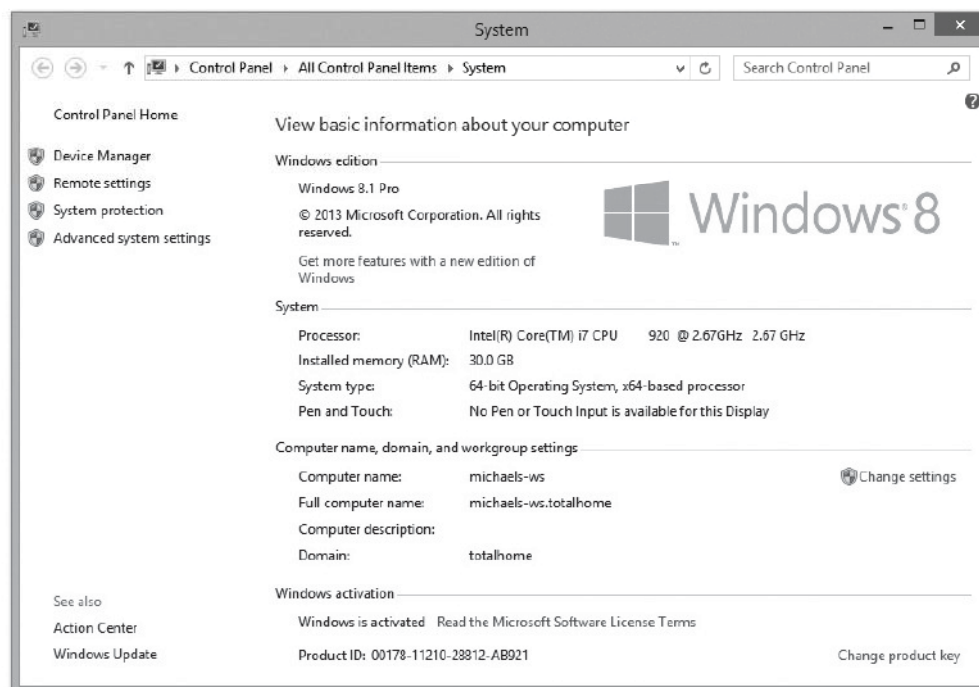 System
Control Panel
All Control Panel Items
System
Search Control Panel
Control Panel Home
Device Manager
Remote settings
System protection
Advanced system settings
See also
Action Center
Windows Update
View basic information about your computer
Windows edition
Windows 8.1 Pro
© 2013 Microsoft Corporation. All rights
reserved.
Get more features with a new edition of
Windows
Windows® 8™
System
Processor: Intel(R) Core(TM) i7 CPU 920 @ 2.67GHz 2.67 GHz
Installed memory (RAM): 30.0 GB
System type: 64-bit Operating System, x64-based processor
Pen and Touch: No Pen or Touch Input is available for this Display
Computer name, domain, and workgroup settings
Computer name: michaels-ws
Change settings
Full computer name: michaels-ws.totalhome
Computer description:
Domain: totalhome
Windows activation
Windows is activated Read the Microsoft Software License Terms
Product ID: 00178-11210-28812-AB921
Change product key